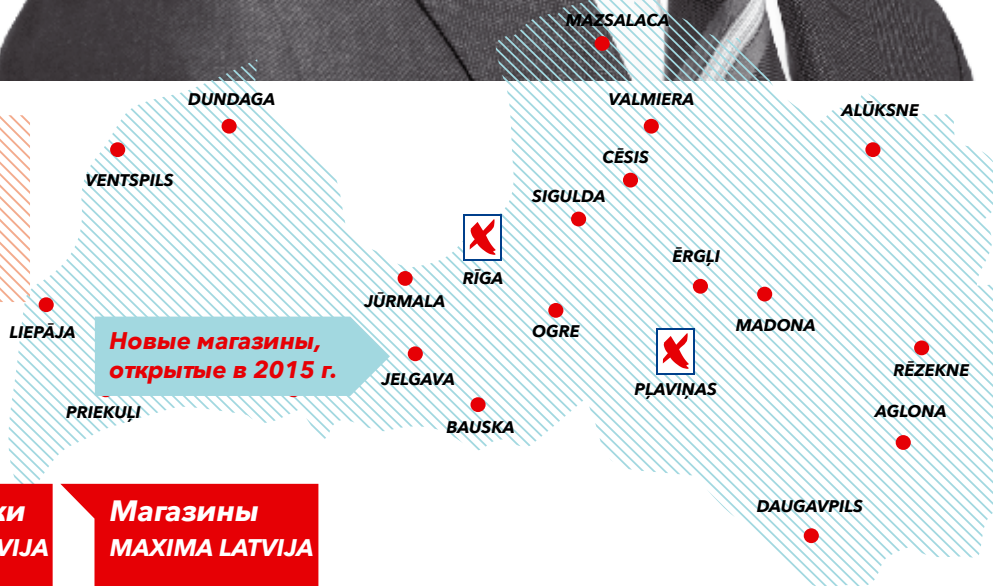 MAZSALACA
DUNDAGA
VALMIERA
ALŪKSNE
CĒSIS
VENTSPILS
SIGULDA
ĒRGĻI
RĪGA
JŪRMALA
OGRE
MADONA
LIEPĀJA
Новые магазины,
открытые в 2015 г.
JELGAVA
PĻAVIŅAS
RĒZEKNE
PRIEKUĻI
BAUSKA
AGLONA
DAUGAVPILS
Магазины
MAXIMA LATVIJA